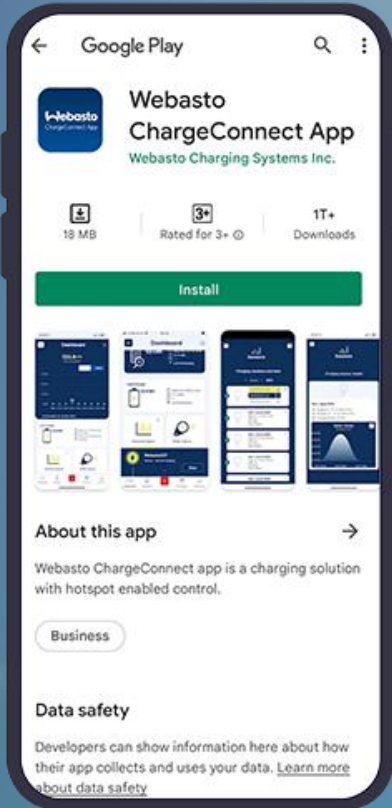 Google Play
Webasto
ChargeConnect App
Webasto
ChargeConnect App
Webasto Charging Systems Inc.
18 MB
3+
Rated for 3+
1T+
Downloads
Install
Dashboard
Dashboard
About this app
Webasto ChargeConnect app is a charging solution
with hotspot enabled control.
Business
Data safety
Developers can show information here about how
their app collects and uses your data. Learn more
about data safety